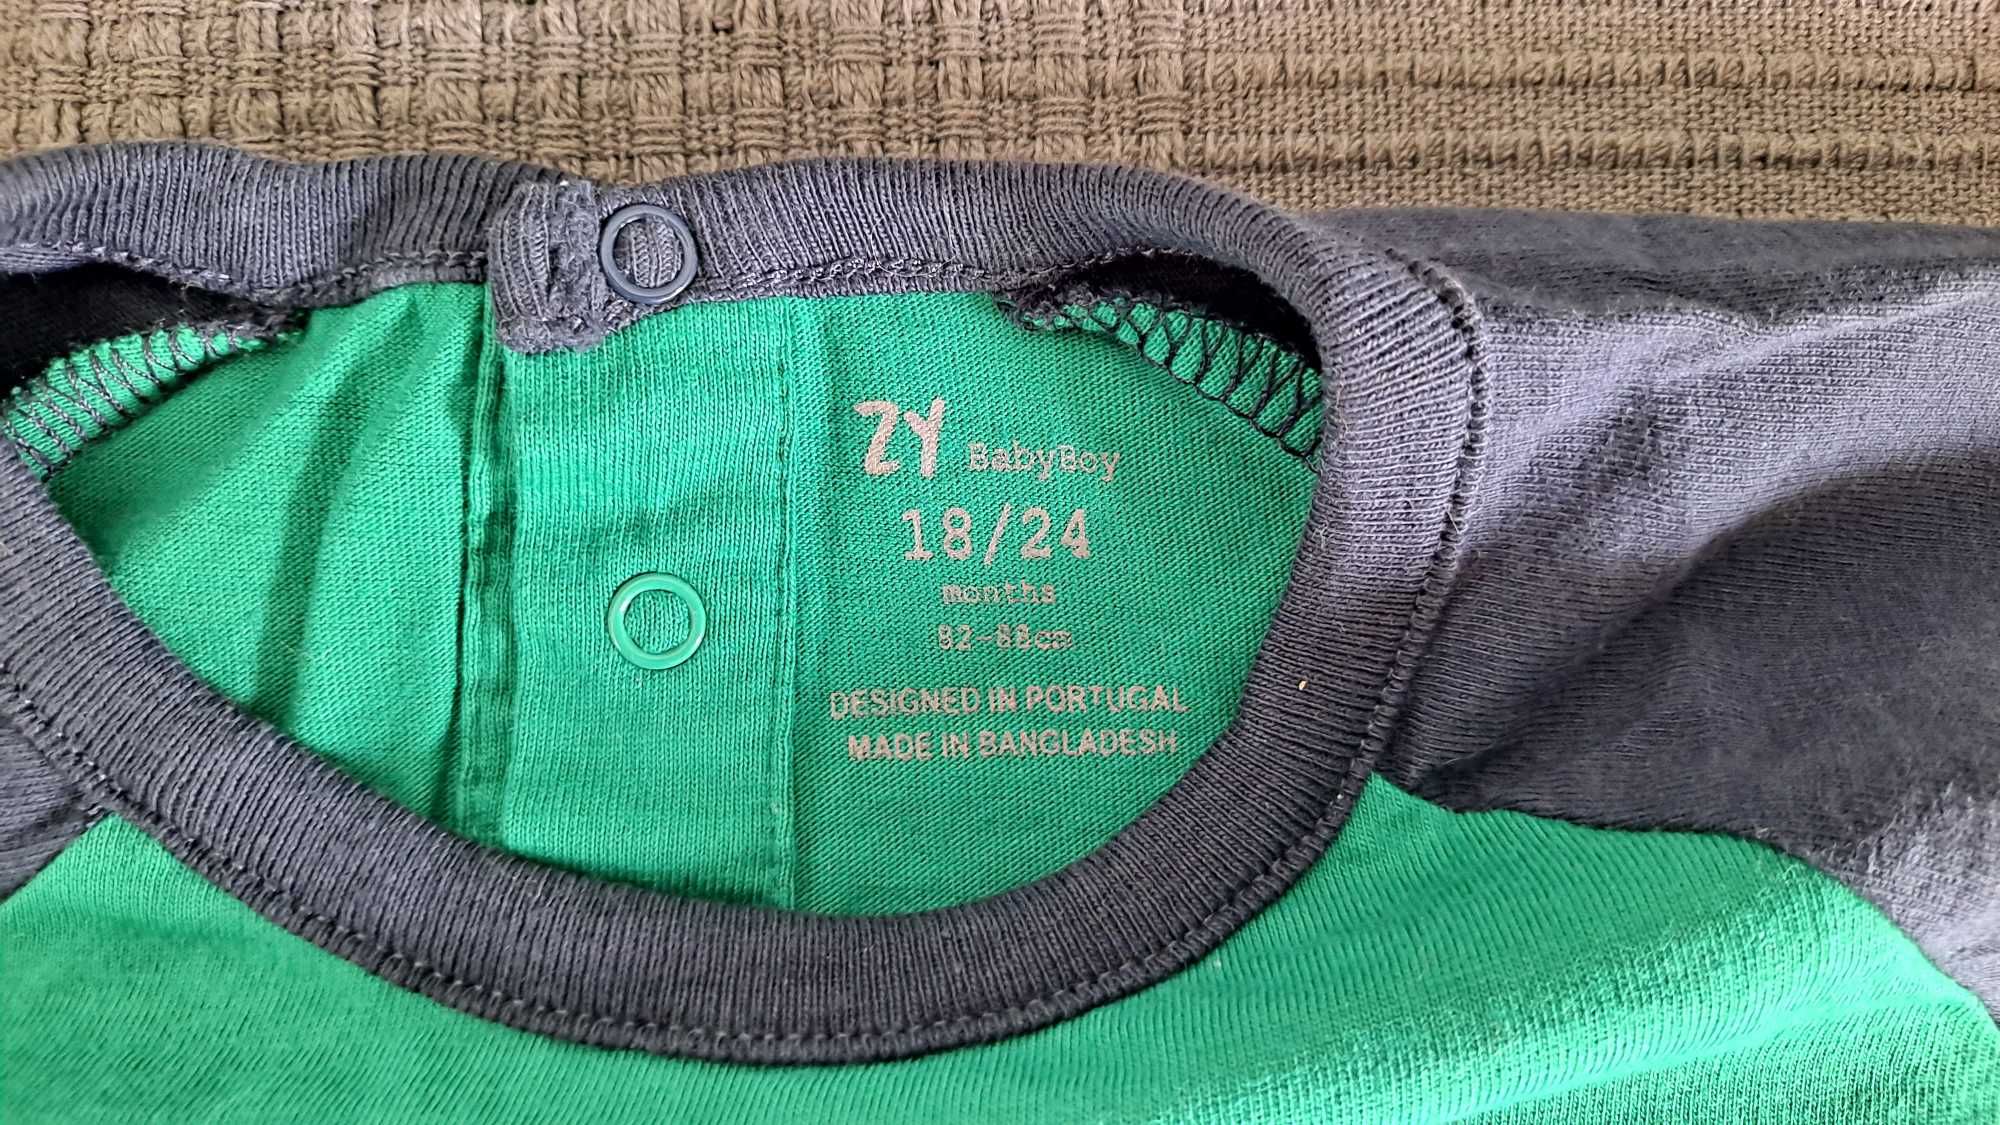 ZY BabyBoy
18/24
months
82-88cm
DESIGNED IN PORTUGAL
MADE IN BANGLADESH